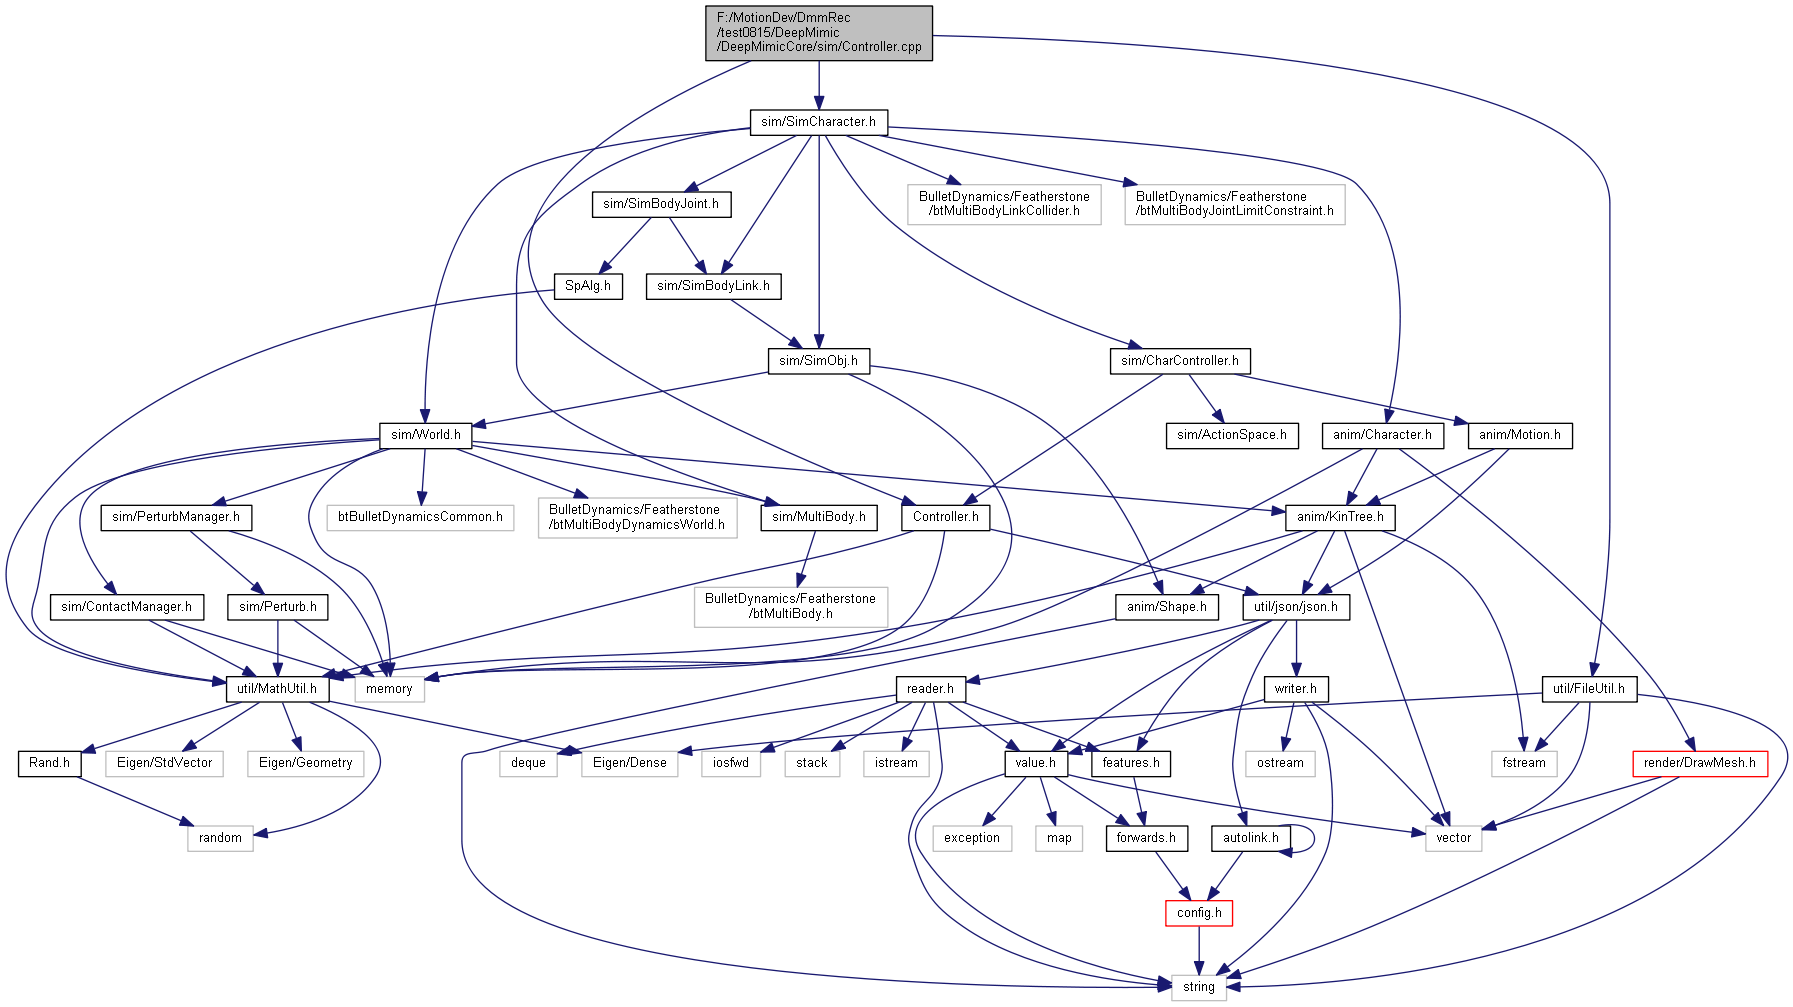 F:/MotionDev/DmmRec
/test0815/DeepMimic
/DeepMimicCore/sim/Controller.cpp
sim/SimCharacter.h
sim/SimBodyJoint.h
BulletDynamics/Featherstone
/btMultiBodyLinkCollider.h
BulletDynamics/Featherstone
/btMultiBodyJointLimitConstraint.h
SpAlg.h
sim/SimBodyLink.h
sim/SimObj.h
sim/CharController.h
sim/World.h
sim/ActionSpace.h
anim/Character.h
anim/Motion.h
sim/PerturbManager.h
btBulletDynamicsCommon.h
BulletDynamics/Featherstone
/btMultiBodyDynamicsWorld.h
sim/MultiBody.h
Controller.h
anim/KinTree.h
sim/ContactManager.h
sim/Perturb.h
BulletDynamics/Featherstone
/btMultiBody.h
anim/Shape.h
util/json/json.h
util/MathUtil.h
memory
reader.h
writer.h
util/FileUtil.h
Rand.h
Eigen/StdVector
Eigen/Geometry
deque
Eigen/Dense
iosfwd
stack
istream
value.h
features.h
ostream
fstream
render/DrawMesh.h
random
exception
map
forwards.h
autolink.h
vector
config.h
string